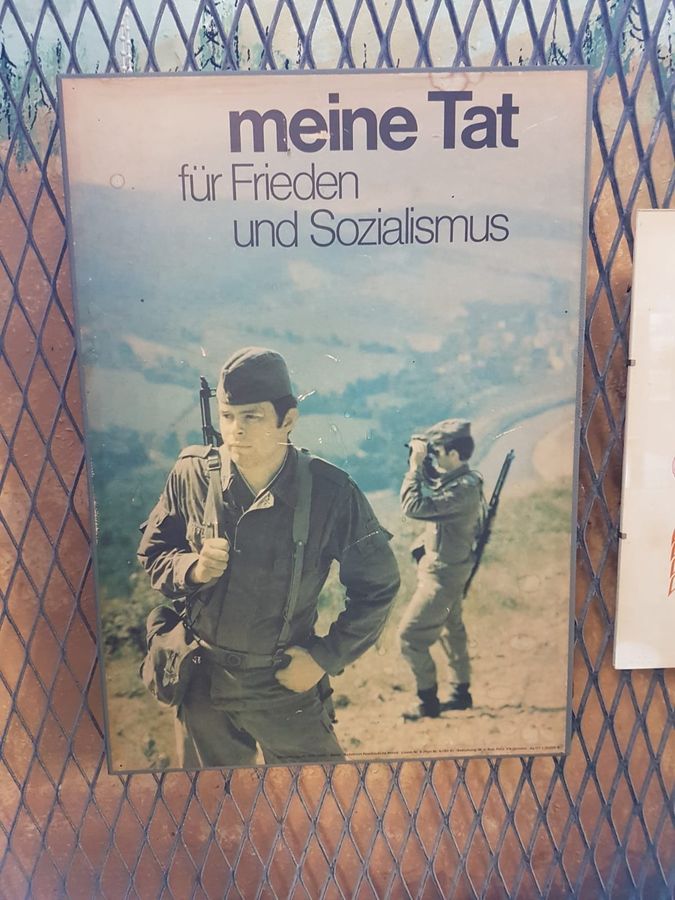 meine Tat
für Frieden
und Sozialismus